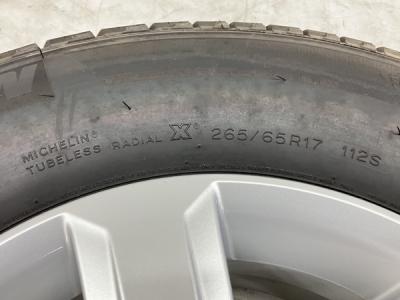 MICHELIN®
TUBELESS RADIAL X® 265/65R17 112S